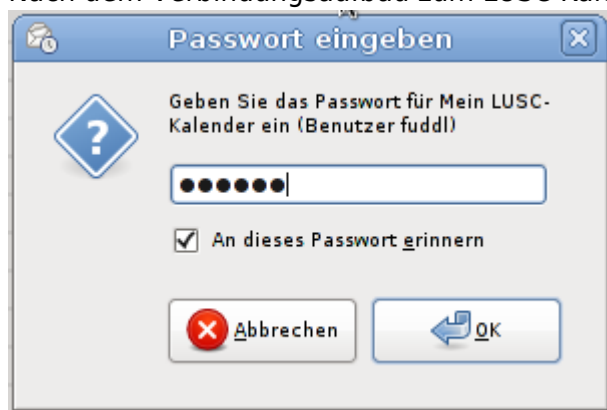 Passwort eingeben
Geben Sie das Passwort für Mein LUSC-
Kalender ein (Benutzer fuddl)
●●●●●●
An dieses Passwort erinnern
Abbrechen
OK